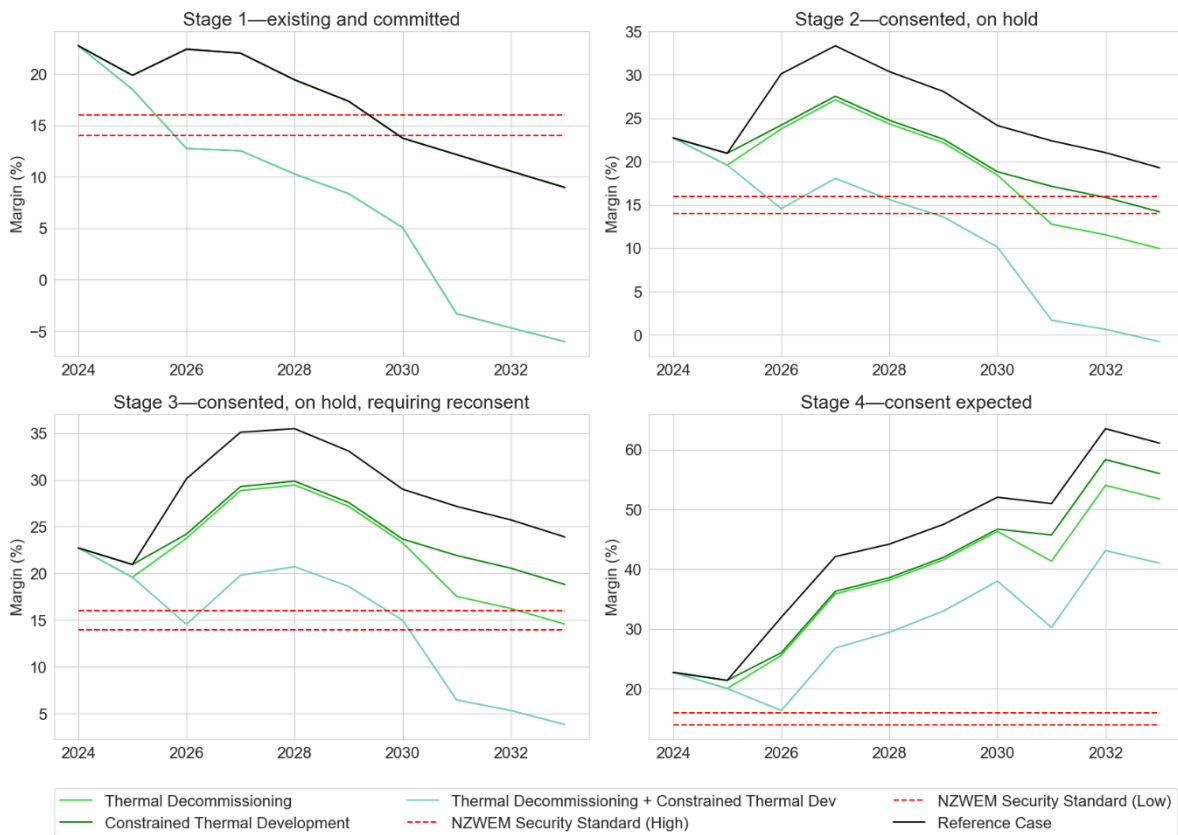 Stage 1—existing and committed
Margin (%)
20
15
10
5
0
−5
2024 2026 2028 2030 2032
Stage 2—consented, on hold
Margin (%)
35
30
25
20
15
10
5
0
2024 2026 2028 2030 2032
Stage 3—consented, on hold, requiring reconsent
Margin (%)
35
30
25
20
15
10
5
2024 2026 2028 2030 2032
Stage 4—consent expected
Margin (%)
60
50
40
30
20
2024 2026 2028 2030 2032
Thermal Decommissioning
Constrained Thermal Development
Thermal Decommissioning + Constrained Thermal Dev
NZWEM Security Standard (High)
NZWEM Security Standard (Low)
Reference Case